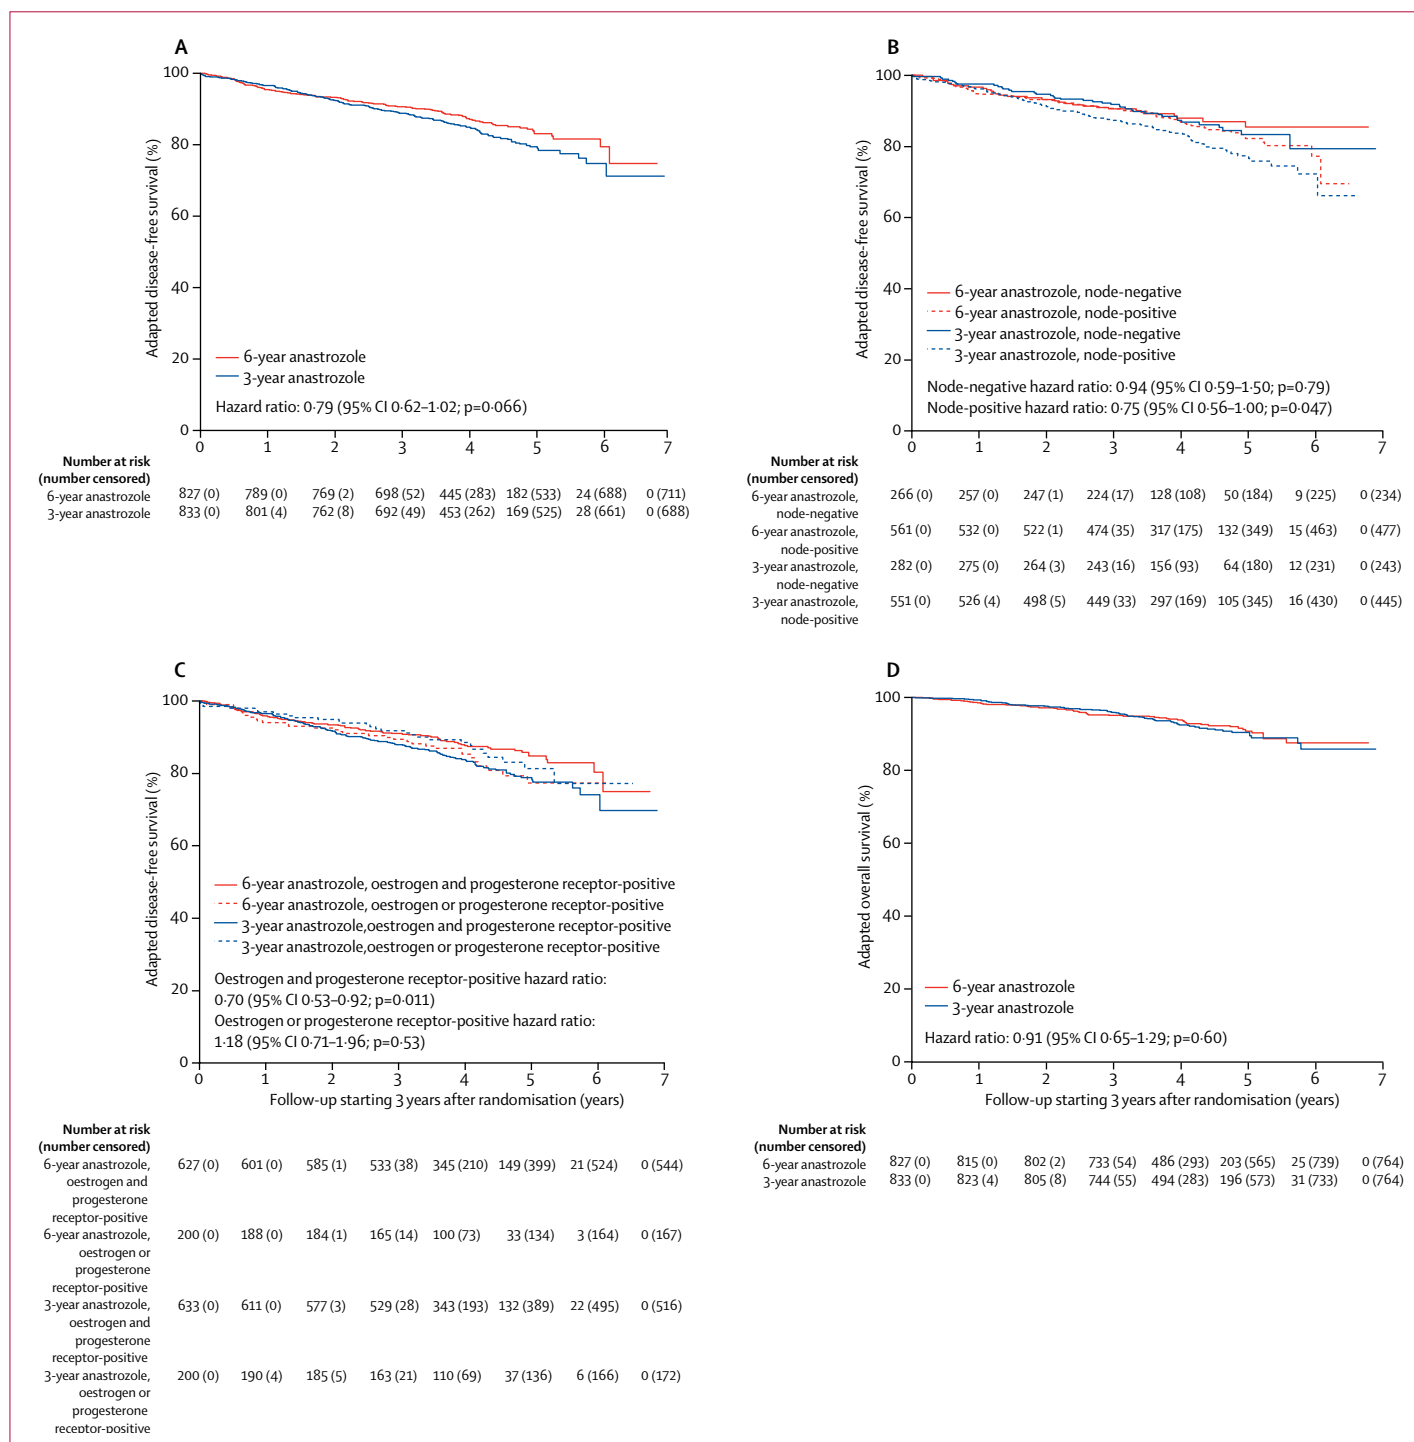 A
100
80
60
40
20
0
Adapted disease-free survival (%)
6-year anastrozole
3-year anastrozole
Hazard ratio: 0·79 (95% CI 0·62–1·02; p=0·066)
0 1 2 3 4 5 6 7
Number at risk
(number censored)
6-year anastrozole 827 (0) 789 (0) 769 (2) 698 (52) 445 (283) 182 (533) 24 (688) 0 (711)
3-year anastrozole 833 (0) 801 (4) 762 (8) 692 (49) 453 (262) 169 (525) 28 (661) 0 (688)
B
100
80
60
40
20
0
Adapted disease-free survival (%)
6-year anastrozole, node-negative
6-year anastrozole, node-positive
3-year anastrozole, node-negative
3-year anastrozole, node-positive
Node-negative hazard ratio: 0·94 (95% CI 0·59–1·50; p=0·79)
Node-positive hazard ratio: 0·75 (95% CI 0·56–1·00; p=0·047)
0 1 2 3 4 5 6 7
Number at risk
(number censored)
6-year anastrozole, 266 (0) 257 (0) 247 (1) 224 (17) 128 (108) 50 (184) 9 (225) 0 (234)
node-negative
6-year anastrozole, 561 (0) 532 (0) 522 (1) 474 (35) 317 (175) 132 (349) 15 (463) 0 (477)
node-positive
3-year anastrozole, 282 (0) 275 (0) 264 (3) 243 (16) 156 (93) 64 (180) 12 (231) 0 (243)
node-negative
3-year anastrozole, 551 (0) 526 (4) 498 (5) 449 (33) 297 (169) 105 (345) 16 (430) 0 (445)
node-positive
C
100
80
60
40
20
0
Adapted disease-free survival (%)
6-year anastrozole, oestrogen and progesterone receptor-positive
6-year anastrozole, oestrogen or progesterone receptor-positive
3-year anastrozole,oestrogen and progesterone receptor-positive
3-year anastrozole,oestrogen or progesterone receptor-positive
Oestrogen and progesterone receptor-positive hazard ratio:
0·70 (95% CI 0·53–0·92; p=0·011)
Oestrogen or progesterone receptor-positive hazard ratio:
1·18 (95% CI 0·71–1·96; p=0·53)
0 1 2 3 4 5 6 7
Follow-up starting 3 years after randomisation (years)
Number at risk
(number censored)
6-year anastrozole, 627 (0) 601 (0) 585 (1) 533 (38) 345 (210) 149 (399) 21 (524) 0 (544)
oestrogen and
progesterone
receptor-positive
6-year anastrozole, 200 (0) 188 (0) 184 (1) 165 (14) 100 (73) 33 (134) 3 (164) 0 (167)
oestrogen or
progesterone
receptor-positive
3-year anastrozole, 633 (0) 611 (0) 577 (3) 529 (28) 343 (193) 132 (389) 22 (495) 0 (516)
oestrogen and
progesterone
receptor-positive
3-year anastrozole, 200 (0) 190 (4) 185 (5) 163 (21) 110 (69) 37 (136) 6 (166) 0 (172)
oestrogen or
progesterone
receptor-positive
D
100
80
60
40
20
0
Adapted overall survival (%)
6-year anastrozole
3-year anastrozole
Hazard ratio: 0·91 (95% CI 0·65–1·29; p=0·60)
0 1 2 3 4 5 6 7
Follow-up starting 3 years after randomisation (years)
Number at risk
(number censored)
6-year anastrozole 827 (0) 815 (0) 802 (2) 733 (54) 486 (293) 203 (565) 25 (739) 0 (764)
3-year anastrozole 833 (0) 823 (4) 805 (8) 744 (55) 494 (283) 196 (573) 31 (733) 0 (764)